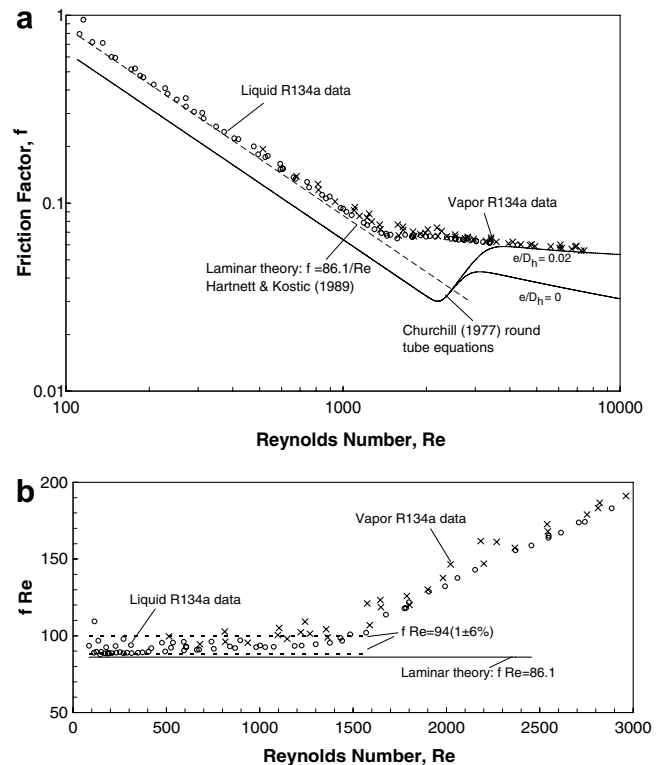 a
1
0.1
0.01
Friction Factor, f
Liquid R134a data
Vapor R134a data
e/Dh= 0.02
e/Dh= 0
Laminar theory: f =86.1/Re
Hartnett & Kostic (1989)
Churchill (1977) round
tube equations
100
1000
10000
Reynolds Number, Re
b
200
150
100
50
f Re
Vapor R134a data
Liquid R134a data
f Re=94(1±6%)
Laminar theory: f Re=86.1
0
500
1000
1500
2000
2500
3000
Reynolds Number, Re